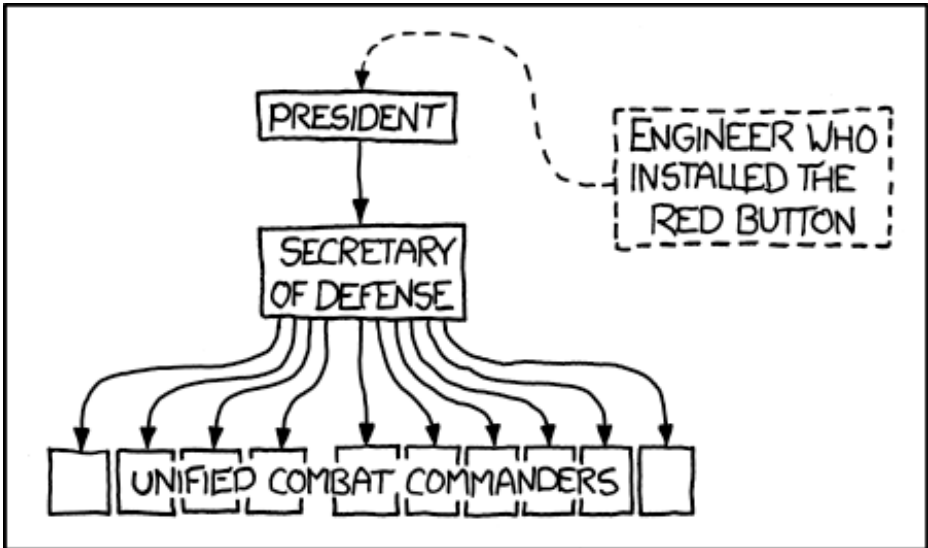 PRESIDENT
ENGINEER WHO
INSTALLED THE
RED BUTTON
SECRETARY
OF DEFENSE
UNIFIED COMBAT COMMANDERS